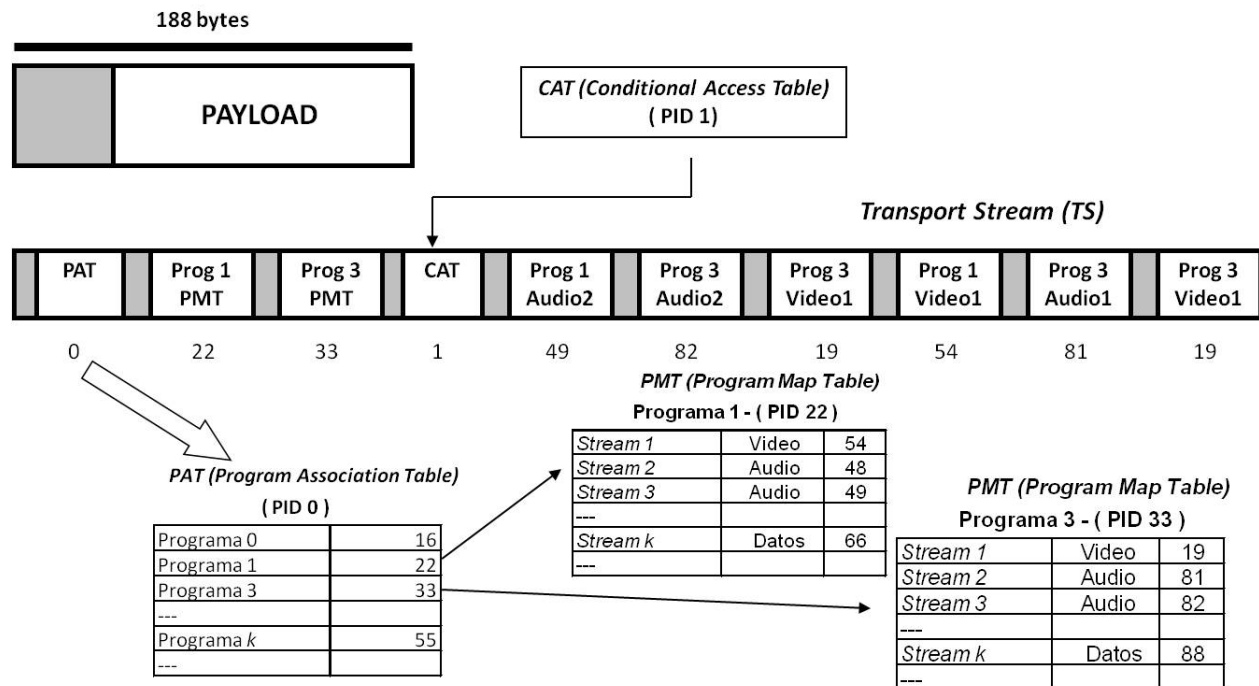 188 bytes
PAYLOAD
CAT (Conditional Access Table)
( PID 1)
Transport Stream (TS)
PAT Prog 1 Prog 3 CAT Prog 1 Prog 3 Prog 3 Prog 1 Prog 3 Prog 3
PMT PMT Audio2 Audio2 Video1 Video1 Audio1 Video1
0 22 33 1 49 82 19 54 81 19
PMT (Program Map Table)
Programa 1 - ( PID 22 )
Stream 1 Video 54
Stream 2 Audio 48
Stream 3 Audio 49
---
Stream k Datos 66
---
PAT (Program Association Table)
( PID 0 )
Programa 0 16
Programa 1 22
Programa 3 33
---
Programa k 55
---
PMT (Program Map Table)
Programa 3 - ( PID 33 )
Stream 1 Video 19
Stream 2 Audio 81
Stream 3 Audio 82
---
Stream k Datos 88
---